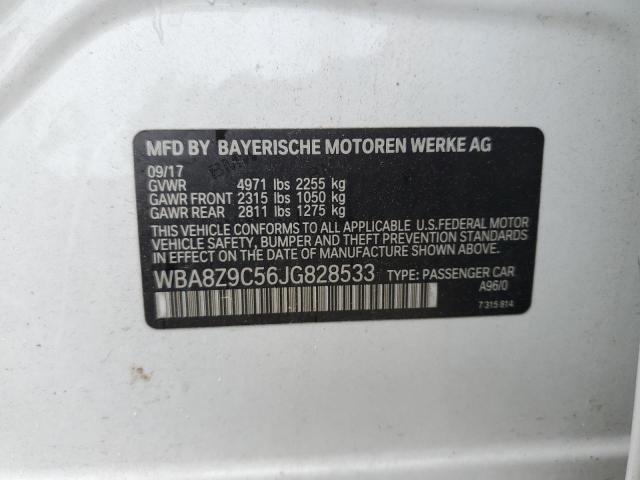 MFD BY BAYERISCHE MOTOREN WERKE AG
09/17
GVWR 4971 lbs 2255 kg
GAWR FRONT 2315 lbs 1050 kg
GAWR REAR 2811 lbs 1275 kg
THIS VEHICLE CONFORMS TO ALL APPLICABLE U.S.FEDERAL MOTOR
VEHICLE SAFETY, BUMPER AND THEFT PREVENTION STANDARDS
IN EFFECT ON THE DATE OF MANUFACTURE SHOWN ABOVE.
WBA8Z9C56JG828533 TYPE: PASSENGER CAR
A96/0
7 315 814